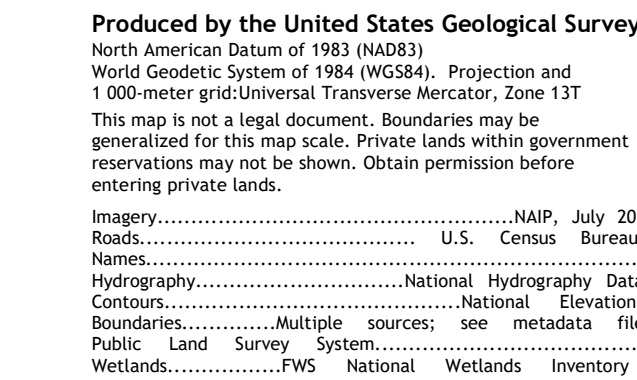 Produced by the United States Geological Survey
North American Datum of 1983 (NAD83)
World Geodetic System of 1984 (WGS84).  Projection and
1 000-meter grid:Universal Transverse Mercator, Zone 13T
This map is not a legal document. Boundaries may be
generalized for this map scale. Private lands within government
reservations may not be shown. Obtain permission before
entering private lands.
Imagery.....................................................NAIP, July 20
Roads......................................... U.S. Census Bureau
Names.........................................................................
Hydrography...............................National Hydrography Data
Contours............................................National Elevation
Boundaries..............Multiple sources; see metadata file
Public Land Survey System.......................................
Wetlands.................FWS National Wetlands Inventory